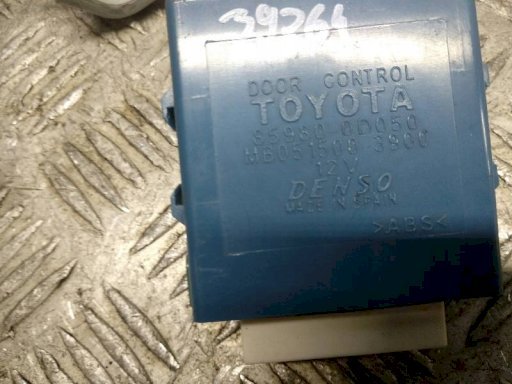 39264
DOOR CONTROL
TOYOTA
85980-0D050
MB051500-3900
12V
DENSO
MADE IN SPAIN
>ABS<